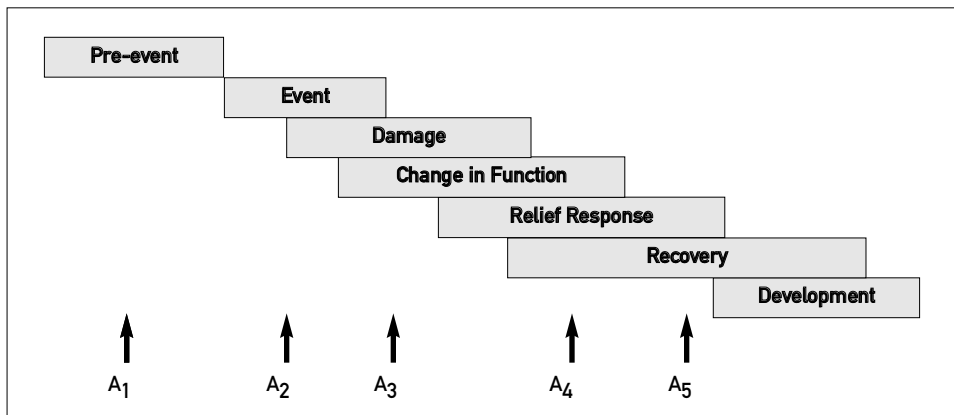 Pre-event
Event
Damage
Change in Function
Relief Response
Recovery
Development
A1 A2 A3 A4 A5